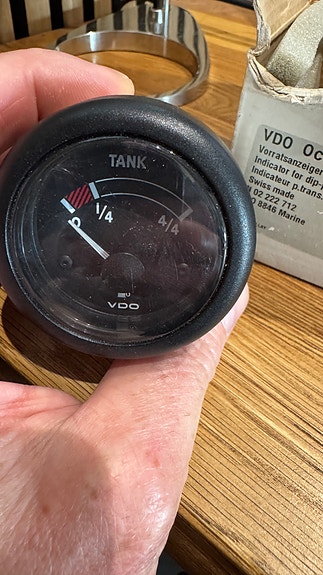 TANK
1/4
4/4
VDO
VDO Oc
Vorratsanzeiger
Indicator for dip-p
Indicateur p.trans.
Swiss made
N 02 222 712
O 8846 Marine